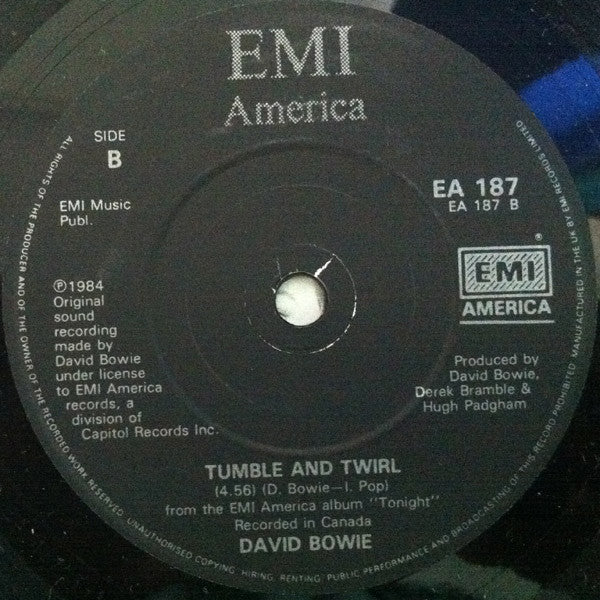 EMI
America
SIDE
B
EMI Music
Publ.
EA 187
EA 187 B
EMI
AMERICA
℗1984
Original
sound
recording
made by
David Bowie
under license
to EMI America
records, a
division of
Capitol Records Inc.
Produced by
David Bowie,
Derek Bramble &
Hugh Padgham
TUMBLE AND TWIRL
(4.56) (D. Bowie—I. Pop)
from the EMI America album "Tonight"
Recorded in Canada
DAVID BOWIE
ALL RIGHTS OF THE PRODUCER AND OF THE OWNER OF THE RECORDED WORK RESERVED. UNAUTHORISED COPYING, HIRING, RENTING, PUBLIC PERFORMANCE AND BROADCASTING OF THIS RECORD PROHIBITED. MANUFACTURED IN THE UK BY EMI RECORDS LIMITED